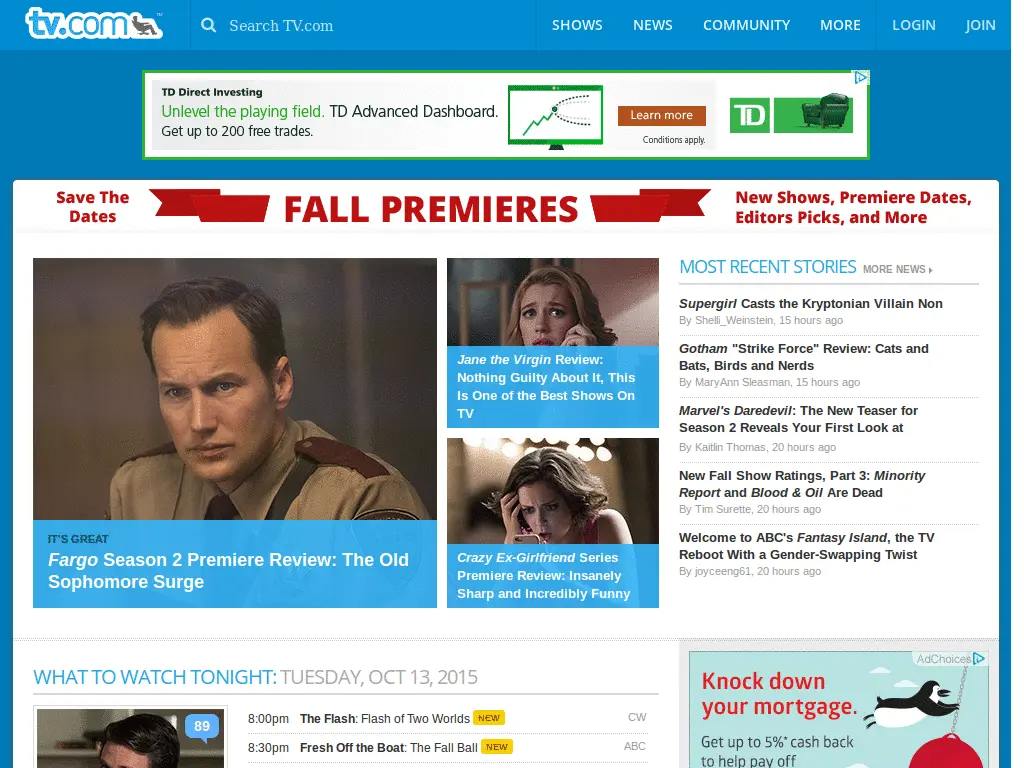 tv.com
Search TV.com
SHOWS
NEWS
COMMUNITY
MORE
LOGIN
JOIN
TD Direct Investing
Unlevel the playing field. TD Advanced Dashboard.
Get up to 200 free trades.
Learn more
Conditions apply.
TD
Save The
Dates
FALL PREMIERES
New Shows, Premiere Dates,
Editors Picks, and More
IT'S GREAT
Fargo Season 2 Premiere Review: The Old
Sophomore Surge
Jane the Virgin Review:
Nothing Guilty About It, This
Is One of the Best Shows On
TV
Crazy Ex-Girlfriend Series
Premiere Review: Insanely
Sharp and Incredibly Funny
MOST RECENT STORIES MORE NEWS
Supergirl Casts the Kryptonian Villain Non
By Shelli_Weinstein, 15 hours ago
Gotham "Strike Force" Review: Cats and
Bats, Birds and Nerds
By MaryAnn Sleasman, 15 hours ago
Marvel's Daredevil: The New Teaser for
Season 2 Reveals Your First Look at
By Kaitlin Thomas, 20 hours ago
New Fall Show Ratings, Part 3: Minority
Report and Blood & Oil Are Dead
By Tim Surette, 20 hours ago
Welcome to ABC's Fantasy Island, the TV
Reboot With a Gender-Swapping Twist
By joyceeng61, 20 hours ago
WHAT TO WATCH TONIGHT: TUESDAY, OCT 13, 2015
89
8:00pm The Flash: Flash of Two Worlds NEW CW
8:30pm Fresh Off the Boat: The Fall Ball NEW ABC
AdChoices
Knock down
your mortgage.
Get up to 5%* cash back
to help pay off